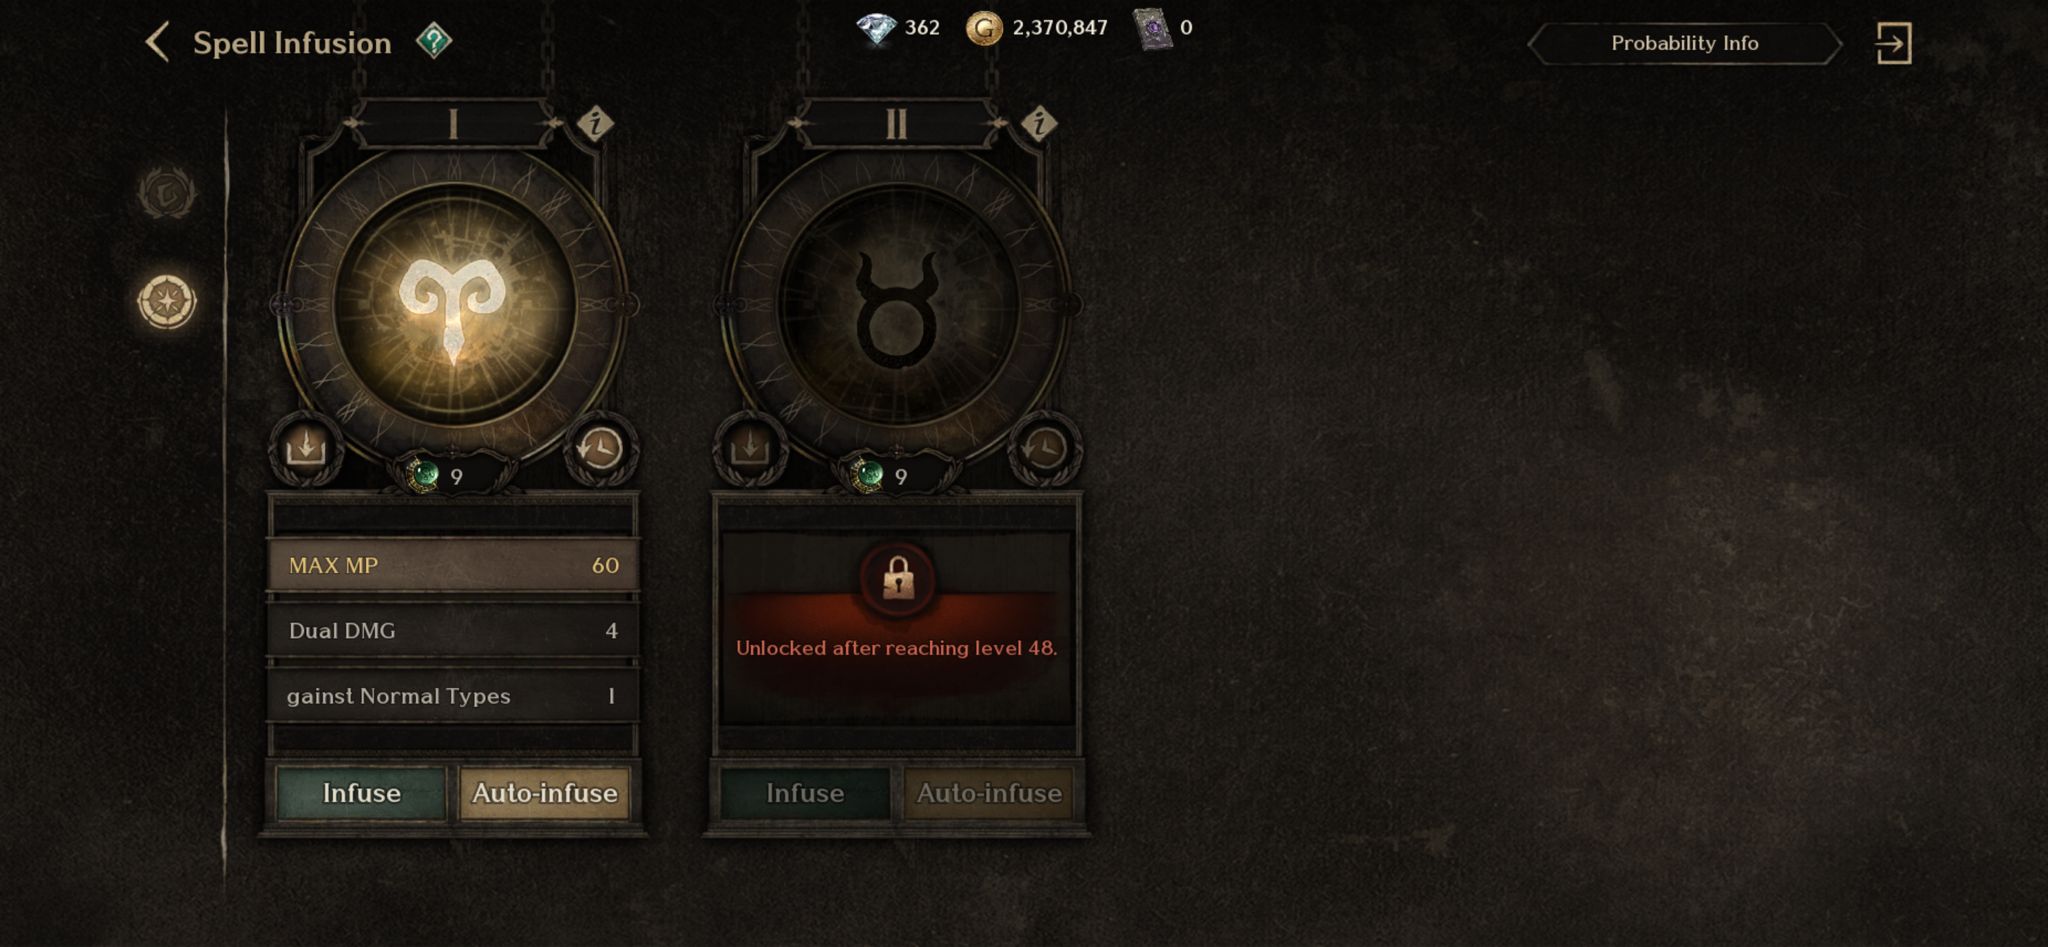 Spell Infusion
?
362
G
2,370,847
0
Probability Info
I
i
II
i
9
9
MAX MP 60
Dual DMG 4
gainst Normal Types 1
Unlocked after reaching level 48.
Infuse
Auto-infuse
Infuse
Auto-infuse